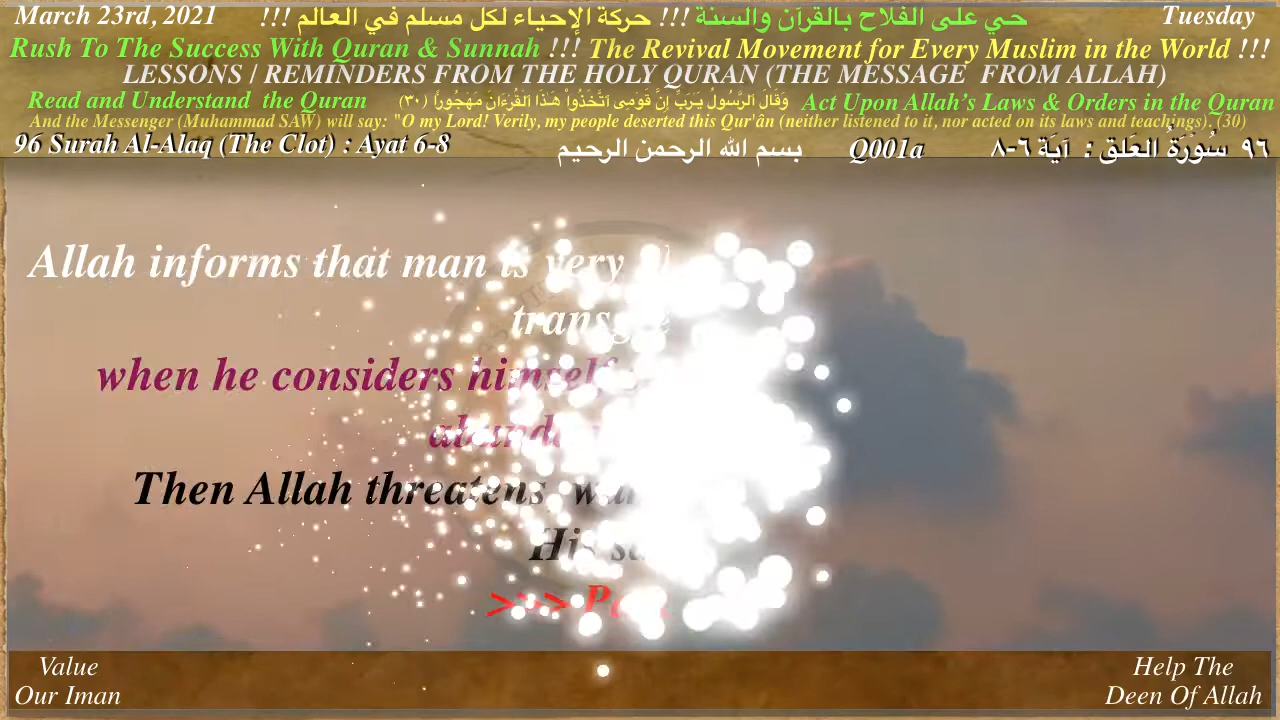 March 23rd, 2021 حي على الفلاح بالقرآن والسنة !!! حركة الإحياء لكل مسلم في العالم !!! Tuesday
Rush To The Success With Quran & Sunnah !!! The Revival Movement for Every Muslim in the World !!!
LESSONS / REMINDERS FROM THE HOLY QURAN (THE MESSAGE FROM ALLAH)
Read and Understand the Quran وَقَالَ ٱلرَّسُولُ يَـٰرَبِّ إِنَّ قَوْمِى ٱتَّخَذُوا۟ هَـٰذَا ٱلْقُرْءَانَ مَهْجُورًا (٣٠) Act Upon Allah's Laws & Orders in the Quran
And the Messenger (Muhammad SAW) will say: "O my Lord! Verily, my people deserted this Qur'ân (neither listened to it, nor acted on its laws and teachings). (30)
96 Surah Al-Alaq (The Clot) : Ayat 6-8 بسم الله الرحمن الرحيم Q001a ٩٦ سُورَةُ العَلَق : آيَة ٦-٨
Allah informs that man is very
when he considers himself
Then Allah threatens
His
>>>
Value
Our Iman
Help The
Deen Of Allah